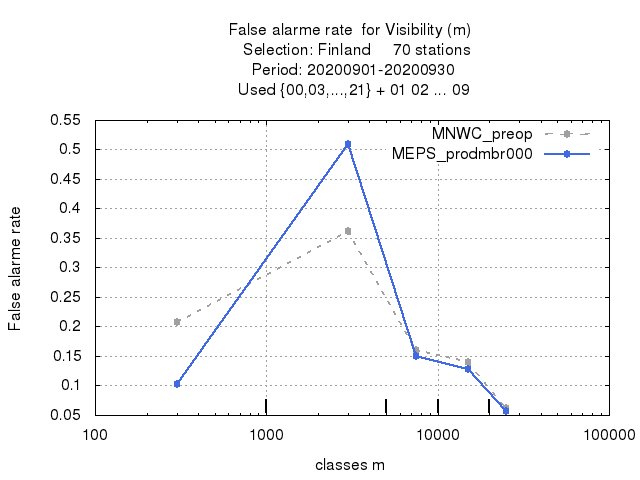 False alarme rate  for Visibility (m)
Selection: Finland     70 stations
Period: 20200901-20200930
Used {00,03,...,21} + 01 02 ... 09
MNWC_preop
MEPS_prodmbr000
False alarme rate
0.55
0.5
0.45
0.4
0.35
0.3
0.25
0.2
0.15
0.1
0.05
100
1000
10000
100000
classes m